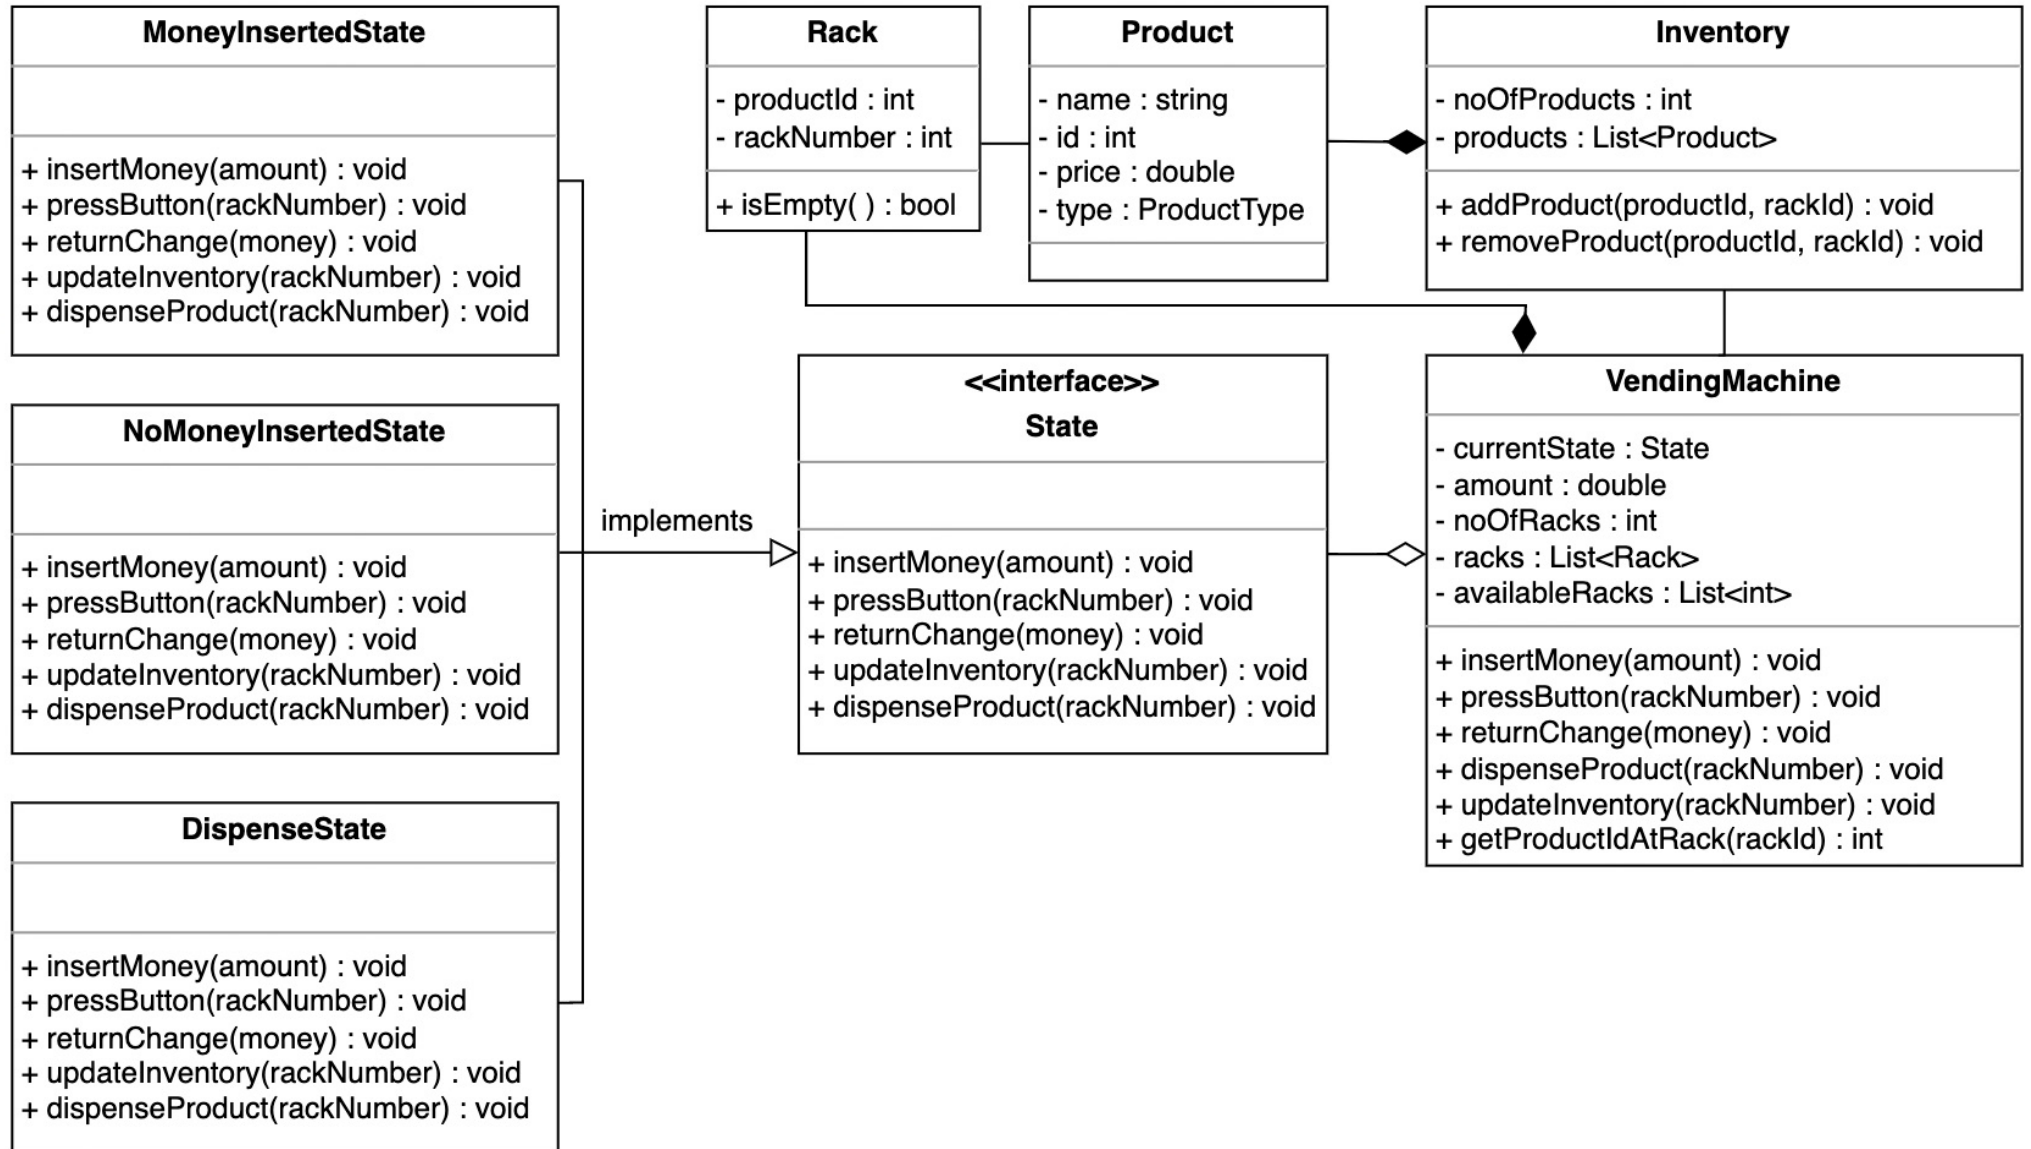 MoneyInsertedState
+ insertMoney(amount) : void
+ pressButton(rackNumber) : void
+ returnChange(money) : void
+ updateInventory(rackNumber) : void
+ dispenseProduct(rackNumber) : void
Rack
- productId : int
- rackNumber : int
+ isEmpty( ) : bool
Product
- name : string
- id : int
- price : double
- type : ProductType
Inventory
- noOfProducts : int
- products : List<Product>
+ addProduct(productId, rackId) : void
+ removeProduct(productId, rackId) : void
NoMoneyInsertedState
+ insertMoney(amount) : void
+ pressButton(rackNumber) : void
+ returnChange(money) : void
+ updateInventory(rackNumber) : void
+ dispenseProduct(rackNumber) : void
implements
<<interface>>
State
+ insertMoney(amount) : void
+ pressButton(rackNumber) : void
+ returnChange(money) : void
+ updateInventory(rackNumber) : void
+ dispenseProduct(rackNumber) : void
VendingMachine
- currentState : State
- amount : double
- noOfRacks : int
- racks : List<Rack>
- availableRacks : List<int>
+ insertMoney(amount) : void
+ pressButton(rackNumber) : void
+ returnChange(money) : void
+ dispenseProduct(rackNumber) : void
+ updateInventory(rackNumber) : void
+ getProductIdAtRack(rackId) : int
DispenseState
+ insertMoney(amount) : void
+ pressButton(rackNumber) : void
+ returnChange(money) : void
+ updateInventory(rackNumber) : void
+ dispenseProduct(rackNumber) : void